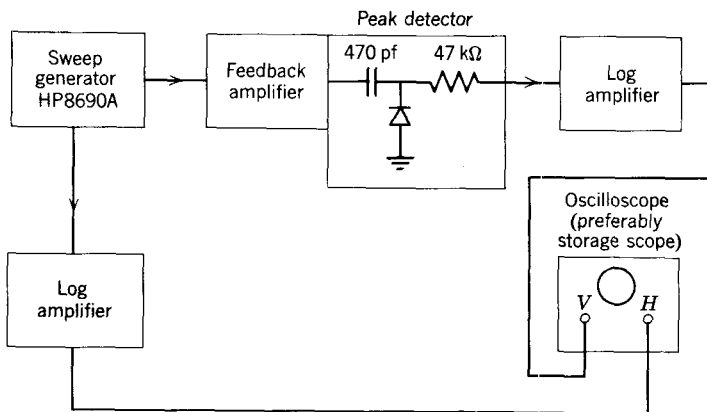 Peak detector
Sweep
generator
HP8690A
Feedback
amplifier
470 pf
47 kΩ
Log
amplifier
Oscilloscope
(preferably
storage scope)
V
H
Log
amplifier